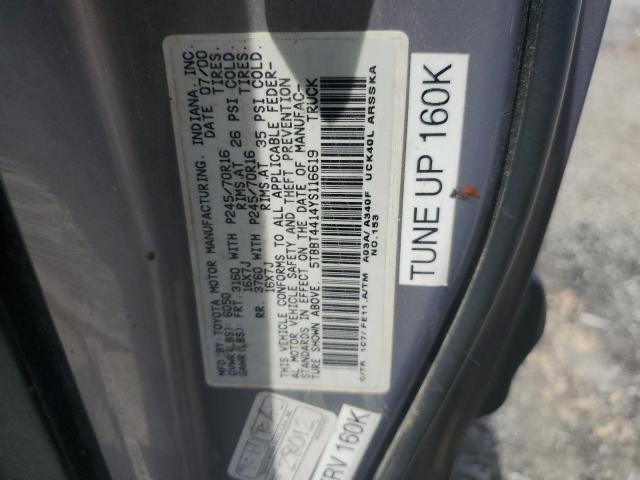 MFD. BY: TOYOTA MOTOR MANUFACTURING, INDIANA, INC.
GVWR (LBS): 6050 DATE 07/00
GAWR (LBS): FRT. 3160 WITH P245/70R16 TIRES,
16X7J RIMS,AT 26 PSI COLD.
RR. 3760 WITH P245/70R16 TIRES,
16X7J RIMS,AT 35 PSI COLD.
THIS VEHICLE CONFORMS TO ALL APPLICABLE FEDER-
AL MOTOR VEHICLE SAFETY AND THEFT PREVENTION
STANDARDS IN EFFECT ON THE DATE OF MANUFAC-
TURE SHOWN ABOVE.
5TBBT4414YS116619 TRUCK
C/TR 1C7/FE11 A/TM A03A/A340F UCK40L ARSSKA
NO.153
TUNE UP 160K
RV 160K